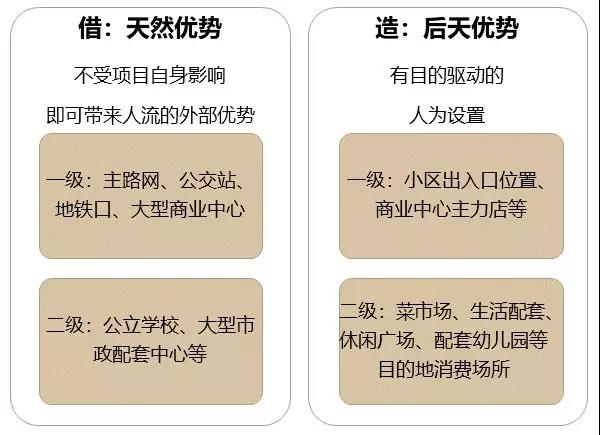 借：天然优势
不受项目自身影响
即可带来人流的外部优势
一级：主路网、公交站、
地铁口、大型商业中心
二级：公立学校、大型市
政配套中心等
造：后天优势
有目的驱动的
人为设置
一级：小区出入口位置、
商业中心主力店等
二级：菜市场、生活配套、
休闲广场、配套幼儿园等
目的地消费场所